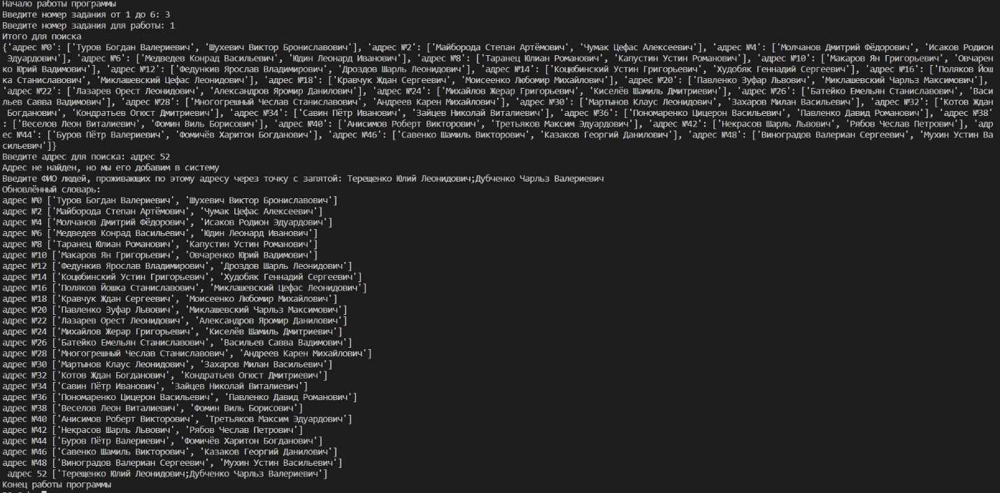 Начало работы программы
Введите номер задания от 1 до 6: 3
Введите номер задания для работы: 1
Итого для поиска
{'адрес №0': ['Туров Богдан Валериевич', 'Шухевич Виктор Брониславович'], 'адрес №2': ['Майборода Степан Артёмович', 'Чумак Цефас Алексеевич'], 'адрес №4': ['Молчанов Дмитрий Фёдорович', 'Исаков Родион
 Эдуардович'], 'адрес №6': ['Медведев Конрад Васильевич', 'Юдин Леонард Иванович'], 'адрес №8': ['Таранец Юлиан Романович', 'Капустин Устин Романович'], 'адрес №10': ['Макаров Ян Григорьевич', 'Овчарен
ко Юрий Вадимович'], 'адрес №12': ['Федункив Ярослав Владимирович', 'Дроздов Шарль Леонидович'], 'адрес №14': ['Коцюбинский Устин Григорьевич', 'Худобяк Геннадий Сергеевич'], 'адрес №16': ['Поляков Йош
ка Станиславович', 'Миклашевский Цефас Леонидович'], 'адрес №18': ['Кравчук Ждан Сергеевич', 'Моисеенко Любомир Михайлович'], 'адрес №20': ['Павленко Зуфар Львович', 'Миклашевский Чарльз Максимович'],
'адрес №22': ['Лазарев Орест Леонидович', 'Александров Яромир Данилович'], 'адрес №24': ['Михайлов Жерар Григорьевич', 'Киселёв Шамиль Дмитриевич'], 'адрес №26': ['Батейко Емельян Станиславович', 'Васи
льев Савва Вадимович'], 'адрес №28': ['Многогрешный Чеслав Станиславович', 'Андреев Карен Михайлович'], 'адрес №30': ['Мартынов Клаус Леонидович', 'Захаров Милан Васильевич'], 'адрес №32': ['Котов Ждан
 Богданович', 'Кондратьев Огюст Дмитриевич'], 'адрес №34': ['Савин Пётр Иванович', 'Зайцев Николай Виталиевич'], 'адрес №36': ['Пономаренко Цицерон Васильевич', 'Павленко Давид Романович'], 'адрес №38'
: ['Веселов Леон Виталиевич', 'Фомин Виль Борисович'], 'адрес №40': ['Анисимов Роберт Викторович', 'Третьяков Максим Эдуардович'], 'адрес №42': ['Некрасов Шарль Львович', 'Рябов Чеслав Петрович'], 'адр
ес №44': ['Буров Пётр Валериевич', 'Фомичёв Харитон Богданович'], 'адрес №46': ['Савенко Шамиль Викторович', 'Казаков Георгий Данилович'], 'адрес №48': ['Виноградов Валериан Сергеевич', 'Мухин Устин Ва
сильевич']}
Введите адрес для поиска: адрес 52
Адрес не найден, но мы его добавим в систему
Введите ФИО людей, проживающих по этому адресу через точку с запятой: Терещенко Юлий Леонидович;Дубченко Чарльз Валериевич
Обновлённый словарь:
адрес №0 ['Туров Богдан Валериевич', 'Шухевич Виктор Брониславович']
адрес №2 ['Майборода Степан Артёмович', 'Чумак Цефас Алексеевич']
адрес №4 ['Молчанов Дмитрий Фёдорович', 'Исаков Родион Эдуардович']
адрес №6 ['Медведев Конрад Васильевич', 'Юдин Леонард Иванович']
адрес №8 ['Таранец Юлиан Романович', 'Капустин Устин Романович']
адрес №10 ['Макаров Ян Григорьевич', 'Овчаренко Юрий Вадимович']
адрес №12 ['Федункив Ярослав Владимирович', 'Дроздов Шарль Леонидович']
адрес №14 ['Коцюбинский Устин Григорьевич', 'Худобяк Геннадий Сергеевич']
адрес №16 ['Поляков Йошка Станиславович', 'Миклашевский Цефас Леонидович']
адрес №18 ['Кравчук Ждан Сергеевич', 'Моисеенко Любомир Михайлович']
адрес №20 ['Павленко Зуфар Львович', 'Миклашевский Чарльз Максимович']
адрес №22 ['Лазарев Орест Леонидович', 'Александров Яромир Данилович']
адрес №24 ['Михайлов Жерар Григорьевич', 'Киселёв Шамиль Дмитриевич']
адрес №26 ['Батейко Емельян Станиславович', 'Васильев Савва Вадимович']
адрес №28 ['Многогрешный Чеслав Станиславович', 'Андреев Карен Михайлович']
адрес №30 ['Мартынов Клаус Леонидович', 'Захаров Милан Васильевич']
адрес №32 ['Котов Ждан Богданович', 'Кондратьев Огюст Дмитриевич']
адрес №34 ['Савин Пётр Иванович', 'Зайцев Николай Виталиевич']
адрес №36 ['Пономаренко Цицерон Васильевич', 'Павленко Давид Романович']
адрес №38 ['Веселов Леон Виталиевич', 'Фомин Виль Борисович']
адрес №40 ['Анисимов Роберт Викторович', 'Третьяков Максим Эдуардович']
адрес №42 ['Некрасов Шарль Львович', 'Рябов Чеслав Петрович']
адрес №44 ['Буров Пётр Валериевич', 'Фомичёв Харитон Богданович']
адрес №46 ['Савенко Шамиль Викторович', 'Казаков Георгий Данилович']
адрес №48 ['Виноградов Валериан Сергеевич', 'Мухин Устин Васильевич']
 адрес 52 ['Терещенко Юлий Леонидович;Дубченко Чарльз Валериевич']
Конец работы программы